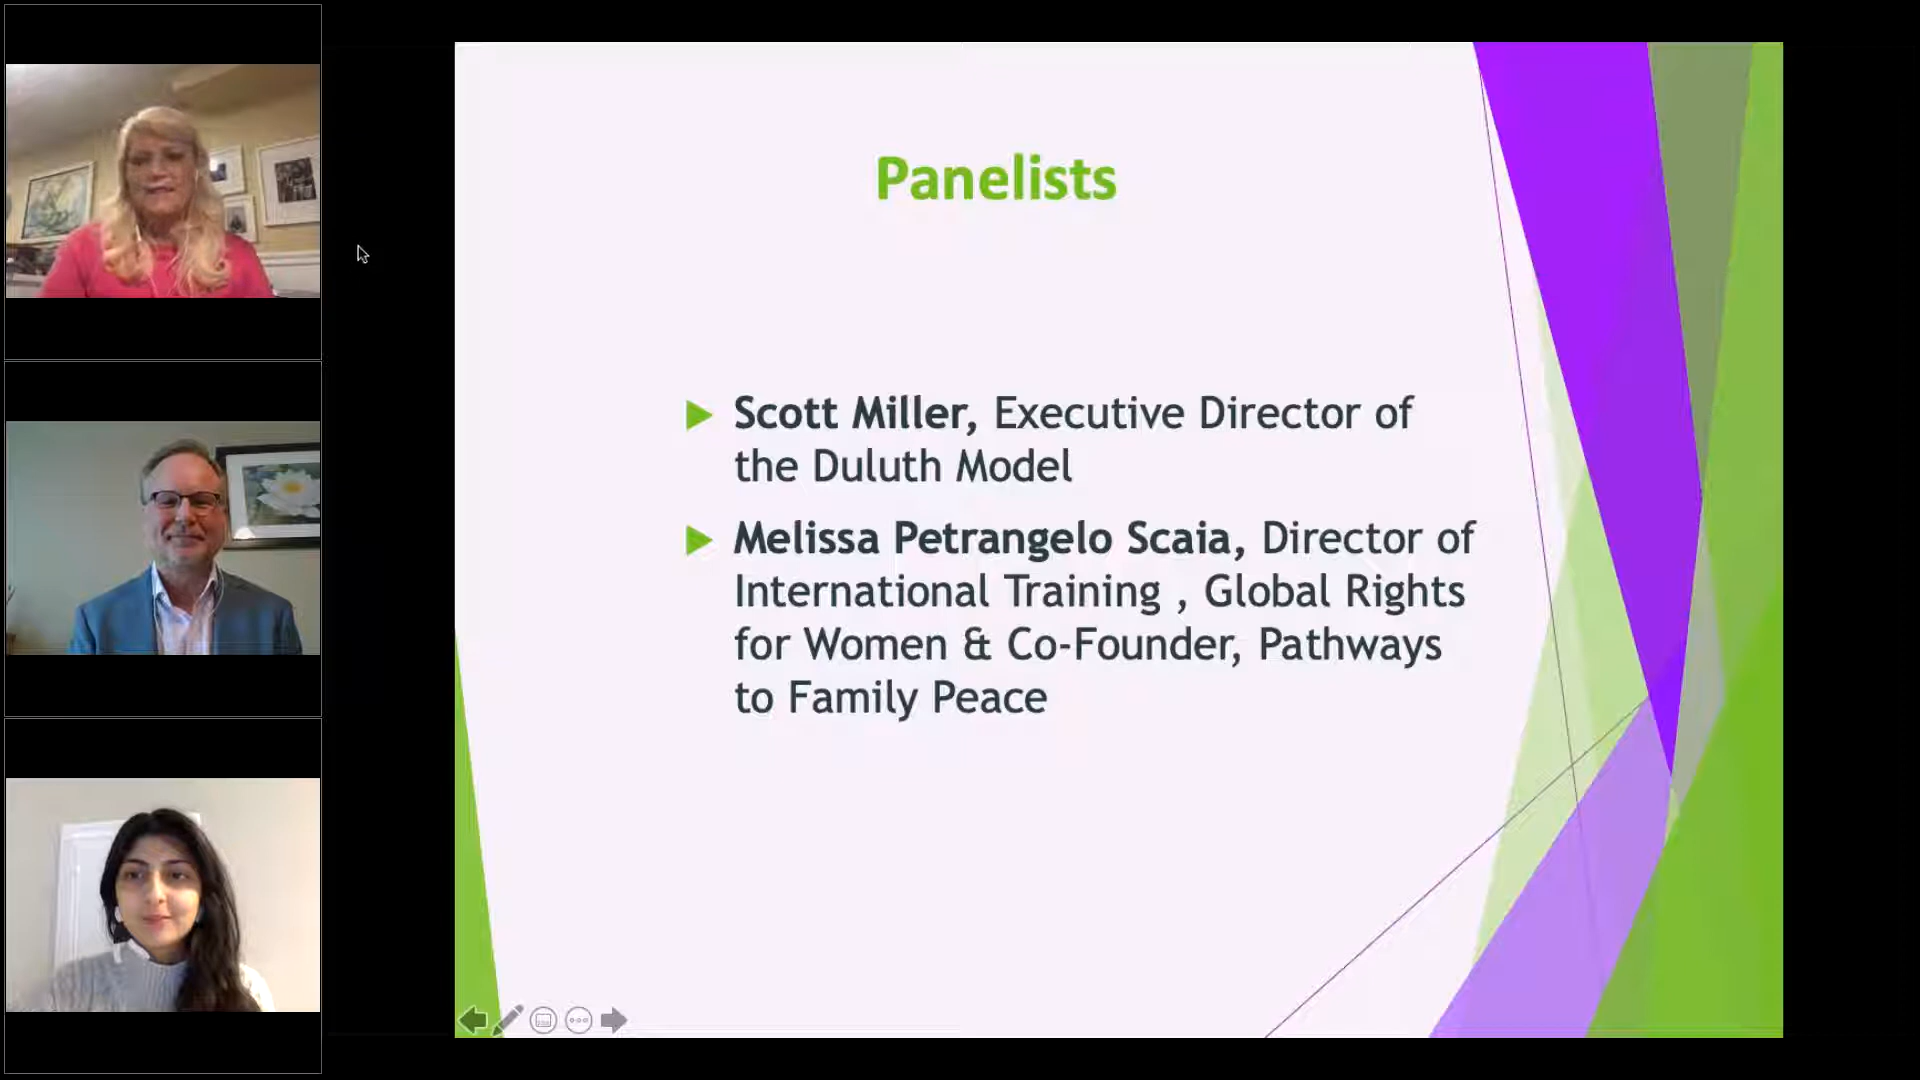 Panelists
Scott Miller, Executive Director of
the Duluth Model
Melissa Petrangelo Scaia, Director of
International Training , Global Rights
for Women & Co-Founder, Pathways
to Family Peace